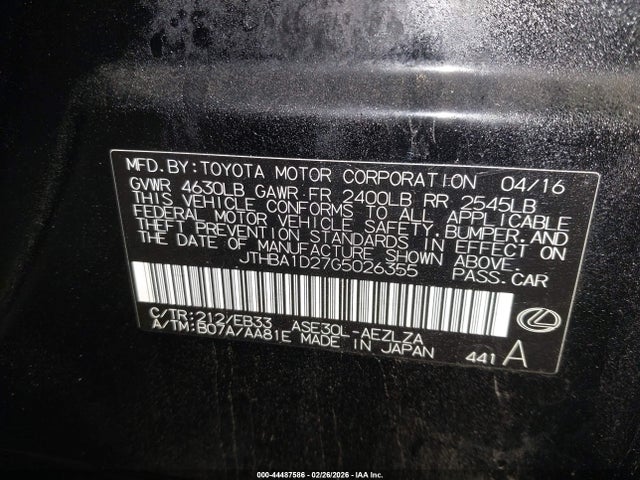 MFD.BY:TOYOTA MOTOR CORPORATION 04/16
GVWR 4630LB GAWR FR 2400LB RR 2545LB
THIS VEHICLE CONFORMS TO ALL APPLICABLE
FEDERAL MOTOR VEHICLE SAFETY,BUMPER,AND
THEFT PREVENTION STANDARDS IN EFFECT ON
THE DATE OF MANUFACTURE SHOWN ABOVE.
JTHBA1D27G5026355 PASS.CAR
C/TR:212/EB33 ASE30L-AEZLZA
A/TM:B07A/AA81E MADE IN JAPAN
441 A
000-44487586 - 02/26/2026 - IAA Inc.